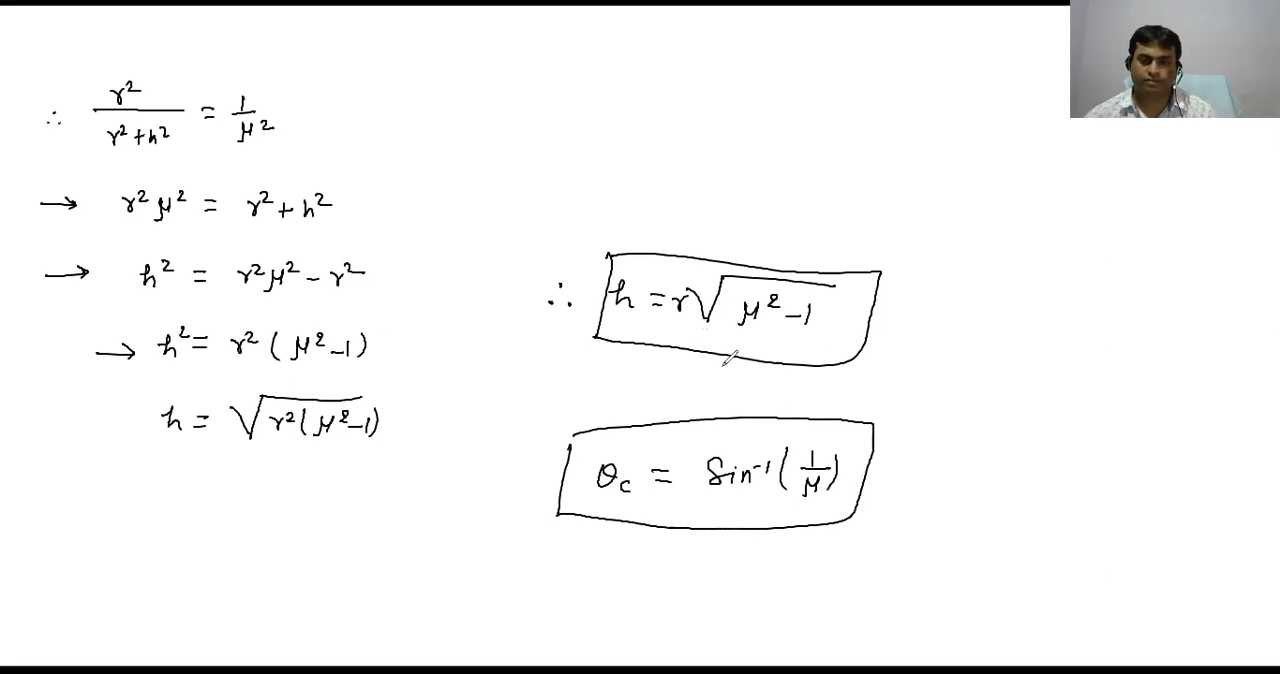 ∴ r²/(r²+h²) = 1/μ²
→ r²μ² = r²+h²
→ h² = r²μ² - r²
→ h² = r² (μ²-1)
h = √(r²(μ²-1))
∴ h = r√(μ²-1)
θc = Sin⁻¹(1/μ)